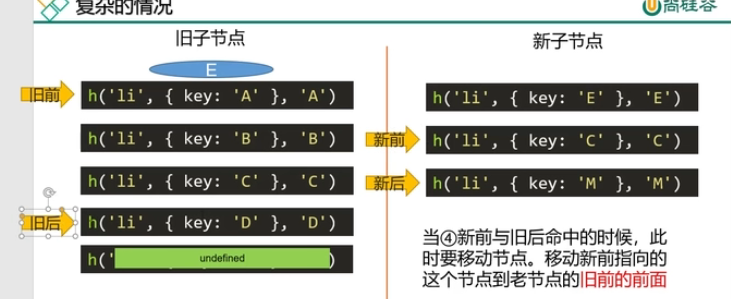 复杂的情况
尚硅谷
旧子节点
新子节点
E
旧前
h('li', { key: 'A' }, 'A')
h('li', { key: 'B' }, 'B')
h('li', { key: 'C' }, 'C')
旧后
h('li', { key: 'D' }, 'D')
h('
undefined
)
h('li', { key: 'E' }, 'E')
新前
h('li', { key: 'C' }, 'C')
新后
h('li', { key: 'M' }, 'M')
当④新前与旧后命中的时候，此
时要移动节点。移动新前指向的
这个节点到老节点的旧前的前面